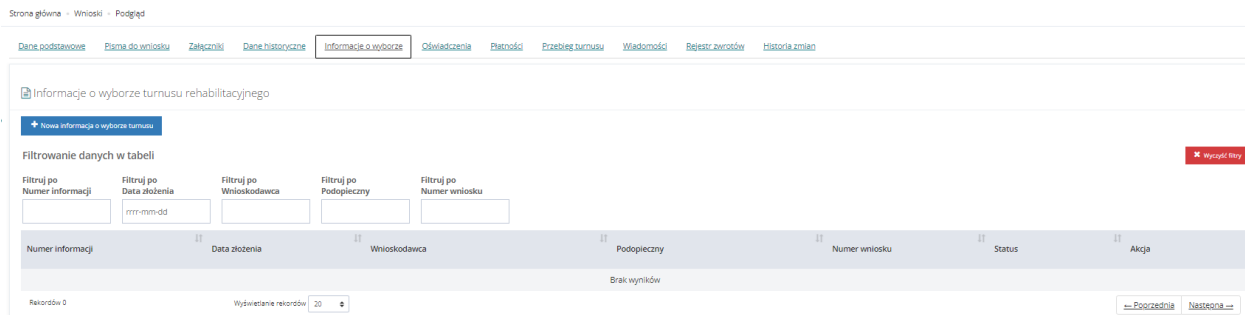 Strona główna - Wnioski - Podgląd
Dane podstawowe Pisma do wniosku Załączniki Dane historyczne Informacje o wyborze Oświadczenia Płatności Przebieg turnusu Wiadomości Rejestr zwrotów Historia zmian
Informacje o wyborze turnusu rehabilitacyjnego
+ Nowa informacja o wyborze turnusu
Filtrowanie danych w tabeli
✖ Wyczyść filtry
Filtruj po Filtruj po Filtruj po Filtruj po Filtruj po
Numer informacji Data złożenia Wnioskodawca Podopieczny Numer wniosku
rrrr-mm-dd
Numer informacji Data złożenia Wnioskodawca Podopieczny Numer wniosku Status Akcja
Brak wyników
Rekordów 0 Wyświetlanie rekordów 20 ← Poprzednia Następna →